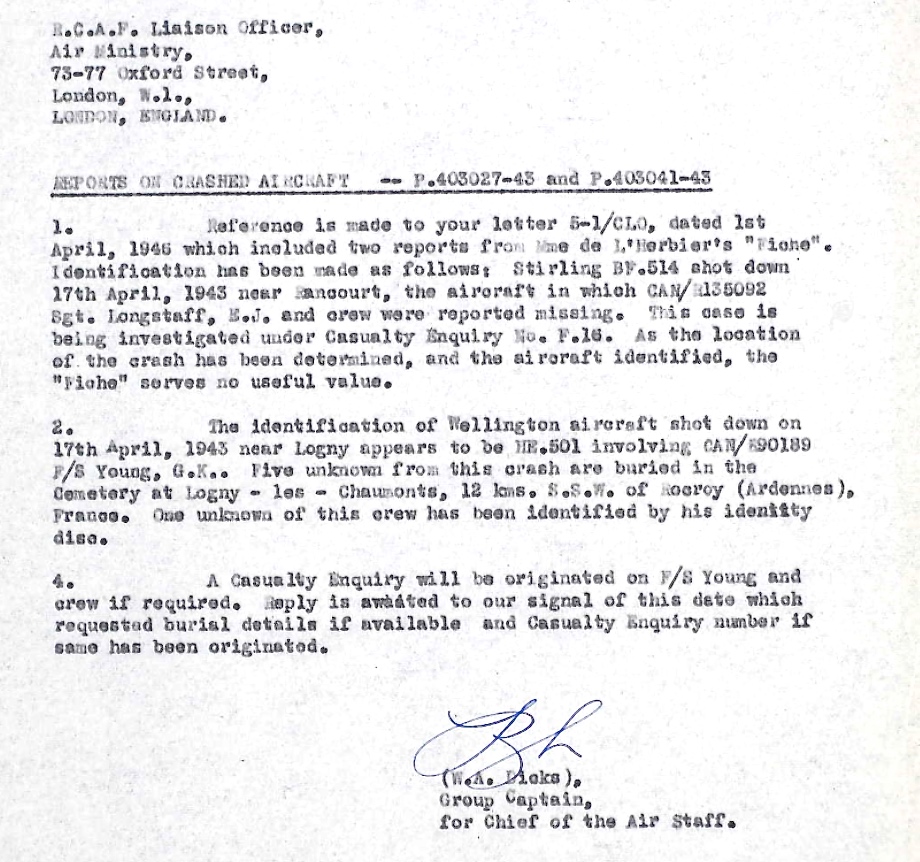 R.C.A.F. Liaison Officer,
Air Ministry,
73-77 Oxford Street,
London, W.1.,
LONDON, ENGLAND.
REPORTS ON CRASHED AIRCRAFT -- P.403027-43 and P.403041-43
1. Reference is made to your letter 5-1/CLO, dated 1st
April, 1946 which included two reports from Mme de L'Herbier's "Fiche".
Identification has been made as follows: Stirling BF.514 shot down
17th April, 1943 near Rancourt, the aircraft in which CAN/R135092
Sgt. Longstaff, E.J. and crew were reported missing. This case is
being investigated under Casualty Enquiry No. F.16. As the location
of the crash has been determined, and the aircraft identified, the
"Fiche" serves no useful value.
2. The identification of Wellington aircraft shot down on
17th April, 1943 near Logny appears to be HE.501 involving CAN/R90189
F/S Young, G.K.. Five unknown from this crash are buried in the
Cemetery at Logny - les - Chaumonts, 12 kms. S.S.W. of Rocroy (Ardennes),
France. One unknown of this crew has been identified by his identity
disc.
4. A Casualty Enquiry will be originated on F/S Young and
crew if required. Reply is awaited to our signal of this date which
requested burial details if available and Casualty Enquiry number if
same has been originated.
(W.A. Dicks),
Group Captain,
for Chief of the Air Staff.